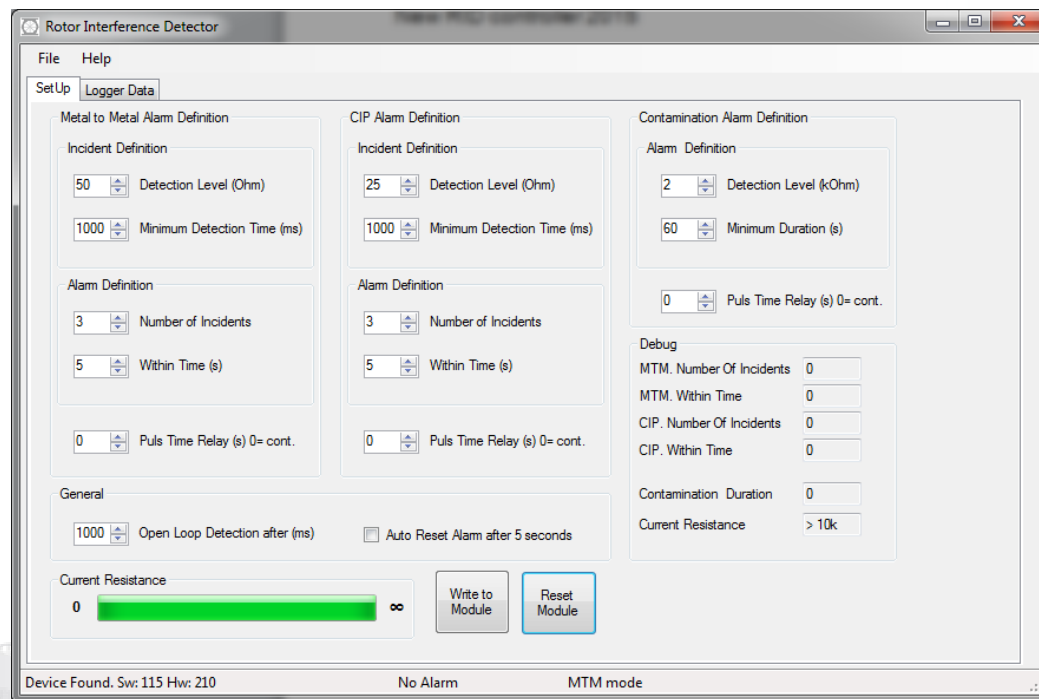 New RID controller 2016
Rotor Interference Detector
File Help
SetUp Logger Data
Metal to Metal Alarm Definition
Incident Definition
50 Detection Level (Ohm)
1000 Minimum Detection Time (ms)
Alarm Definition
3 Number of Incidents
5 Within Time (s)
0 Puls Time Relay (s) 0= cont.
CIP Alarm Definition
Incident Definition
25 Detection Level (Ohm)
1000 Minimum Detection Time (ms)
Alarm Definition
3 Number of Incidents
5 Within Time (s)
0 Puls Time Relay (s) 0= cont.
Contamination Alarm Definition
Alarm Definition
2 Detection Level (kOhm)
60 Minimum Duration (s)
0 Puls Time Relay (s) 0= cont.
Debug
MTM. Number Of Incidents 0
MTM. Within Time 0
CIP. Number Of Incidents 0
CIP. Within Time 0
Contamination Duration 0
Current Resistance > 10k
General
1000 Open Loop Detection after (ms)
Auto Reset Alarm after 5 seconds
Current Resistance
0 ∞
Write to
Module
Reset
Module
Device Found. Sw: 115 Hw: 210 No Alarm MTM mode